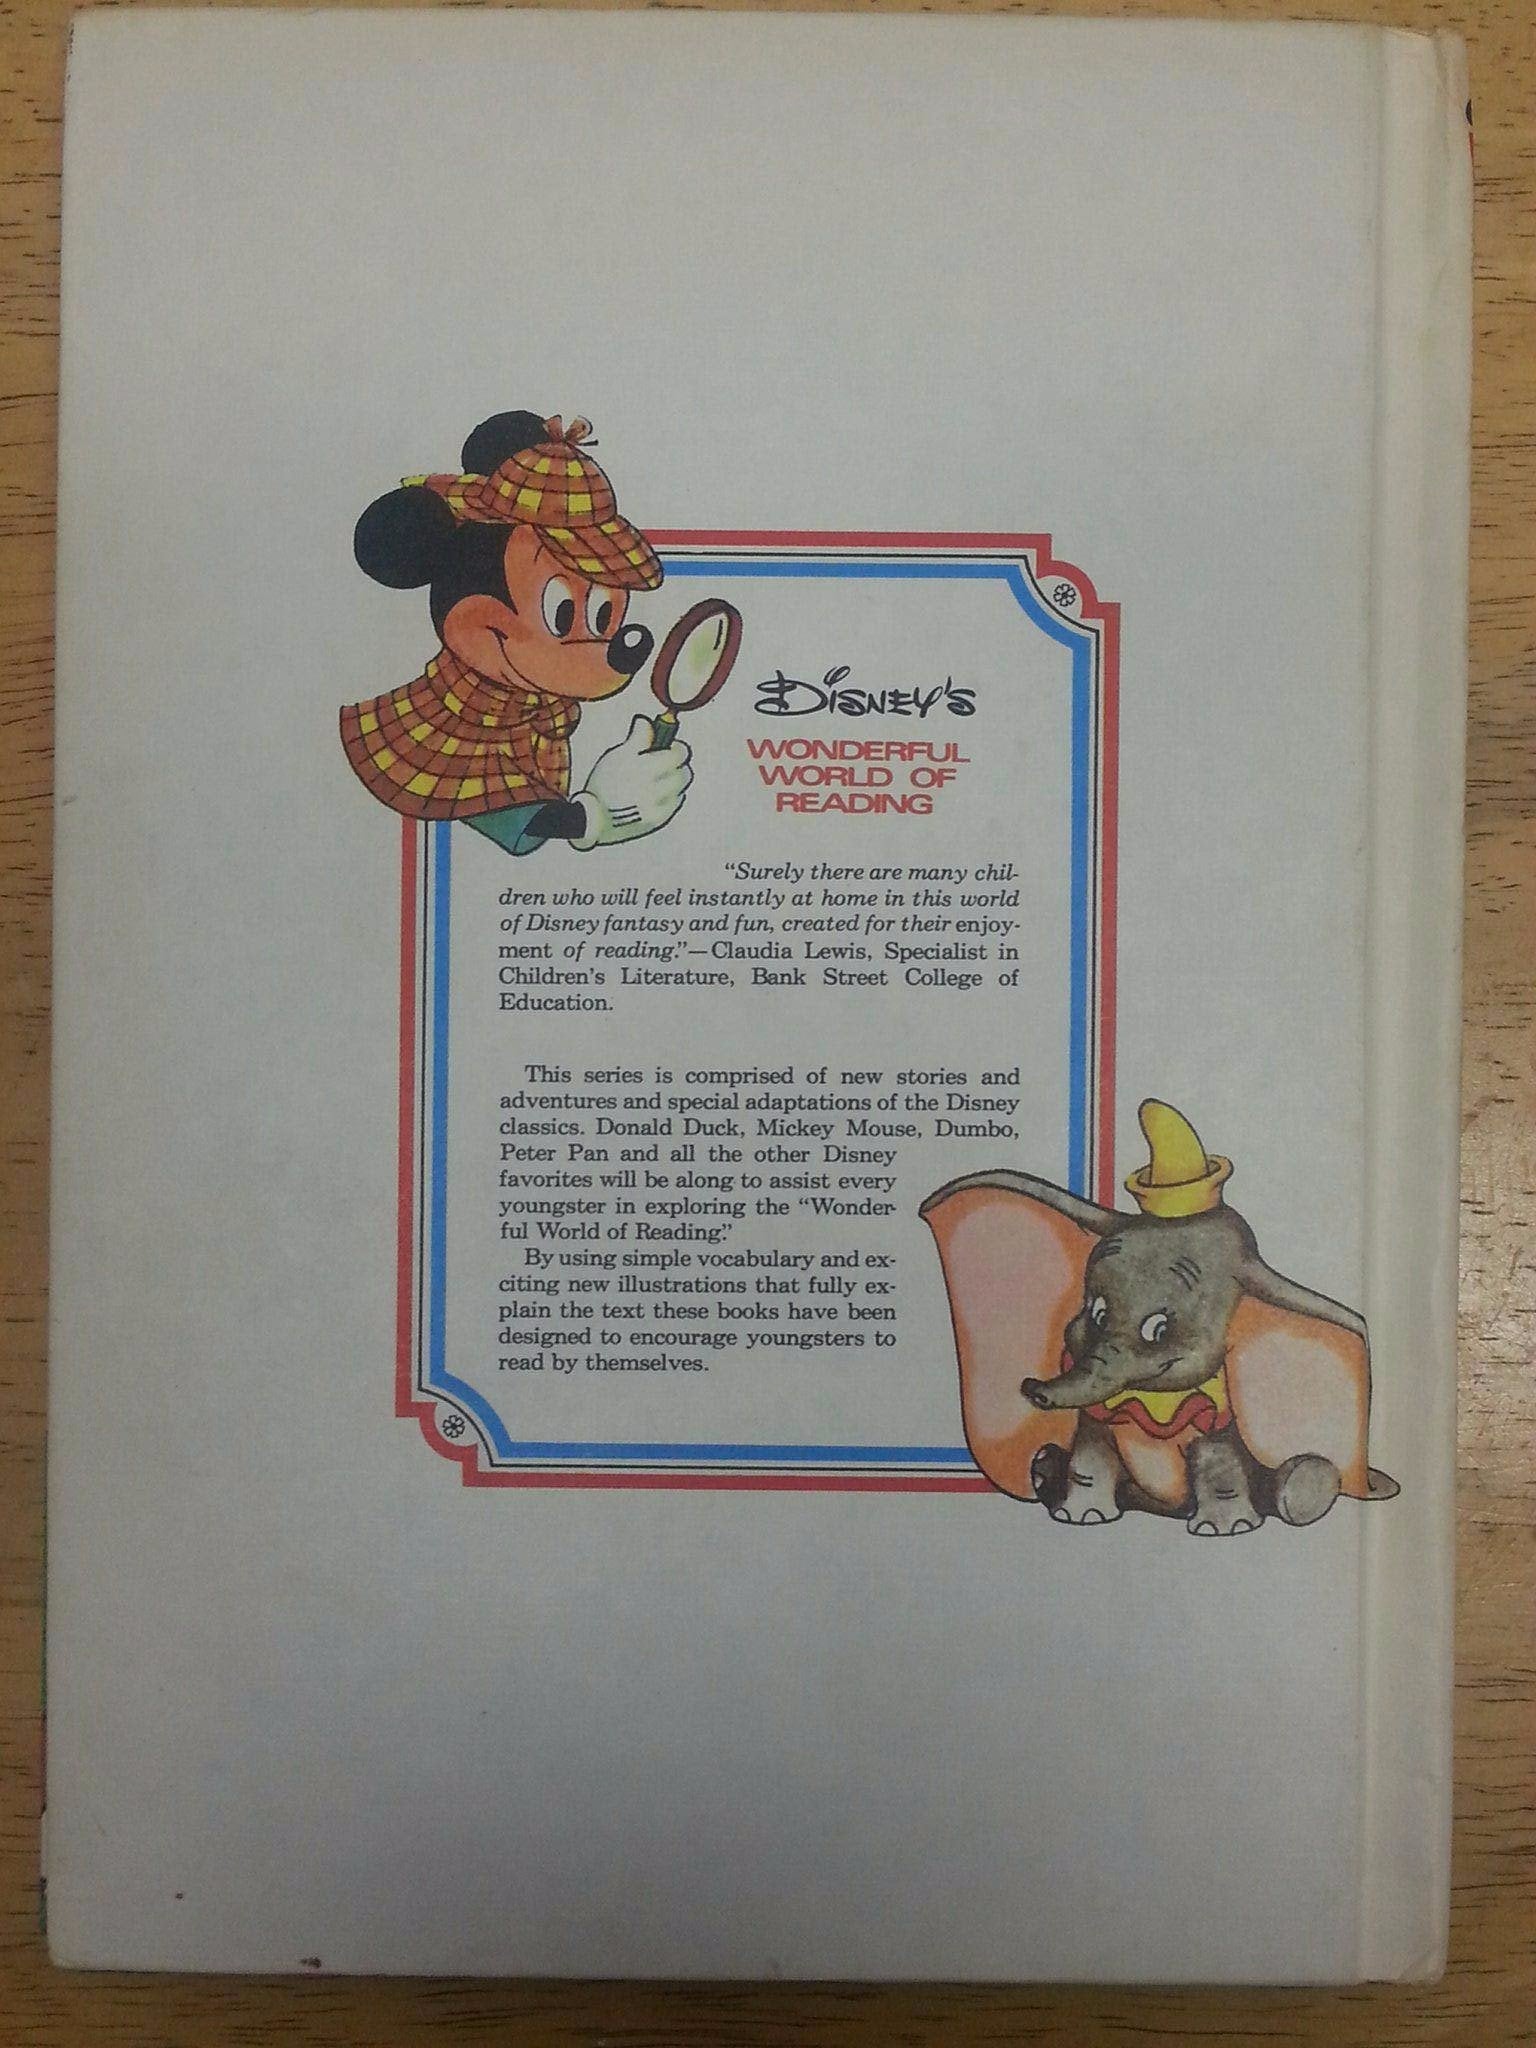 DISNEY'S
WONDERFUL
WORLD OF
READING
“Surely there are many chil-
dren who will feel instantly at home in this world
of Disney fantasy and fun, created for their enjoy-
ment of reading.”—Claudia Lewis, Specialist in
Children's Literature, Bank Street College of
Education.
This series is comprised of new stories and
adventures and special adaptations of the Disney
classics. Donald Duck, Mickey Mouse, Dumbo,
Peter Pan and all the other Disney
favorites will be along to assist every
youngster in exploring the “Wonder-
ful World of Reading.”
By using simple vocabulary and ex-
citing new illustrations that fully ex-
plain the text these books have been
designed to encourage youngsters to
read by themselves.